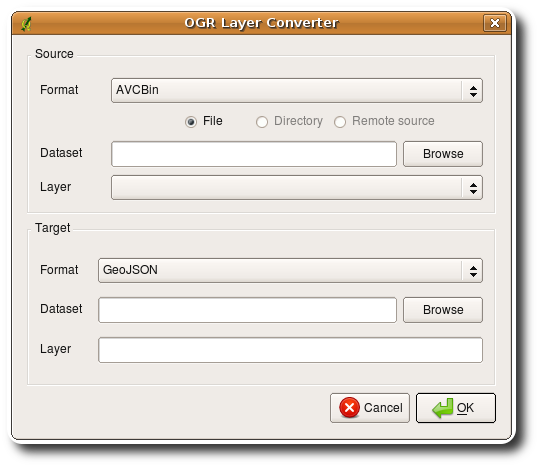 OGR Layer Converter
Source
Format AVCBin
File Directory Remote source
Dataset Browse
Layer
Target
Format GeoJSON
Dataset Browse
Layer
Cancel OK